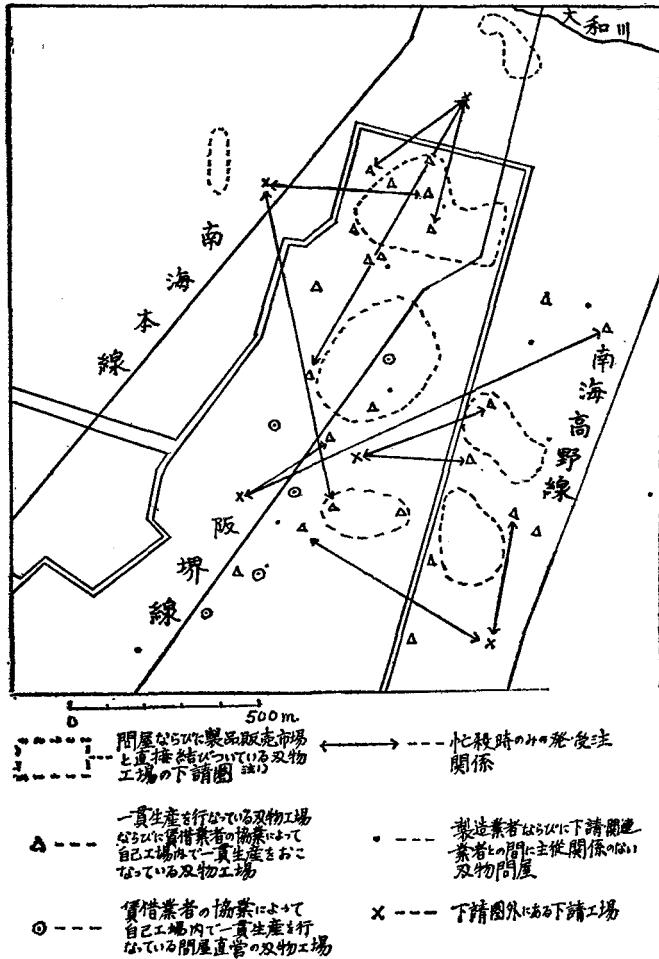 大和川
南海本線
南海高野線
阪堺線
0 500m.
問屋ならびに製品販売市場
と直接結びついている刃物
工場の下請圏 注1)
忙殺時のみの発・受注
関係
一貫生産を行なっている刃物工場
ならびに賃借業者の協業によって
自己工場内で一貫生産をおこ
なっている刃物工場
製造業者ならびに下請関連
業者との間に主従関係のない
刃物問屋
賃借業者の協業によって
自己工場内で一貫生産を行
なっている問屋直営の刃物工場
下請圏外にある下請工場